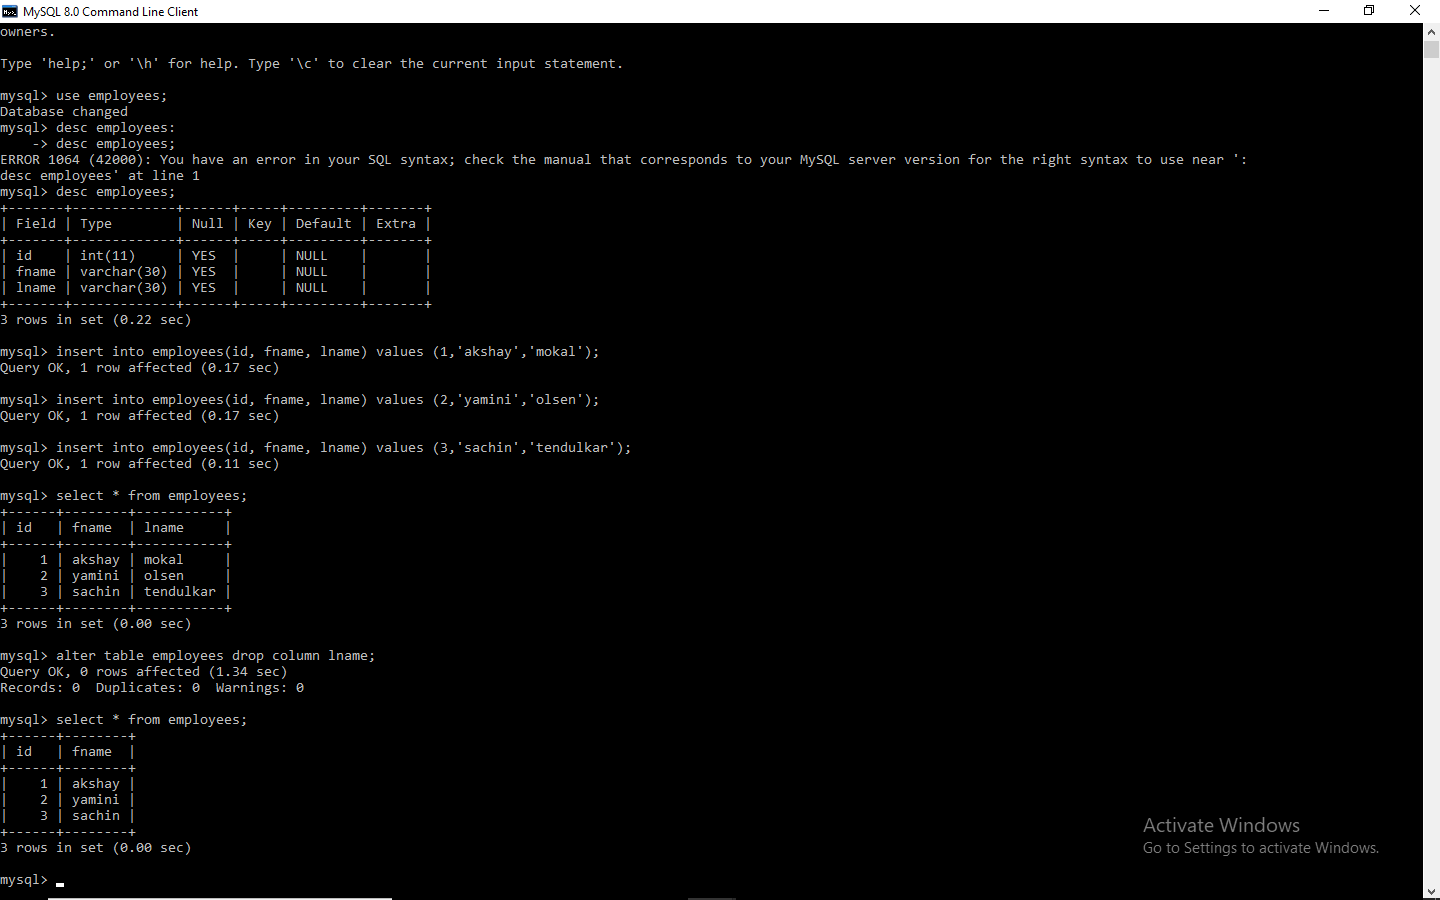 MySQL 8.0 Command Line Client
owners.
Type 'help;' or '\h' for help. Type '\c' to clear the current input statement.
mysql> use employees;
Database changed
mysql> desc employees:
    -> desc employees;
ERROR 1064 (42000): You have an error in your SQL syntax; check the manual that corresponds to your MySQL server version for the right syntax to use near ':
desc employees' at line 1
mysql> desc employees;
+-------+-------------+------+-----+---------+-------+
| Field | Type        | Null | Key | Default | Extra |
+-------+-------------+------+-----+---------+-------+
| id    | int(11)     | YES  |     | NULL    |       |
| fname | varchar(30) | YES  |     | NULL    |       |
| lname | varchar(30) | YES  |     | NULL    |       |
+-------+-------------+------+-----+---------+-------+
3 rows in set (0.22 sec)
mysql> insert into employees(id, fname, lname) values (1,'akshay','mokal');
Query OK, 1 row affected (0.17 sec)
mysql> insert into employees(id, fname, lname) values (2,'yamini','olsen');
Query OK, 1 row affected (0.17 sec)
mysql> insert into employees(id, fname, lname) values (3,'sachin','tendulkar');
Query OK, 1 row affected (0.11 sec)
mysql> select * from employees;
+------+--------+-----------+
| id   | fname  | lname     |
+------+--------+-----------+
|    1 | akshay | mokal     |
|    2 | yamini | olsen     |
|    3 | sachin | tendulkar |
+------+--------+-----------+
3 rows in set (0.00 sec)
mysql> alter table employees drop column lname;
Query OK, 0 rows affected (1.34 sec)
Records: 0  Duplicates: 0  Warnings: 0
mysql> select * from employees;
+------+--------+
| id   | fname  |
+------+--------+
|    1 | akshay |
|    2 | yamini |
|    3 | sachin |
+------+--------+
3 rows in set (0.00 sec)
mysql>
Activate Windows
Go to Settings to activate Windows.